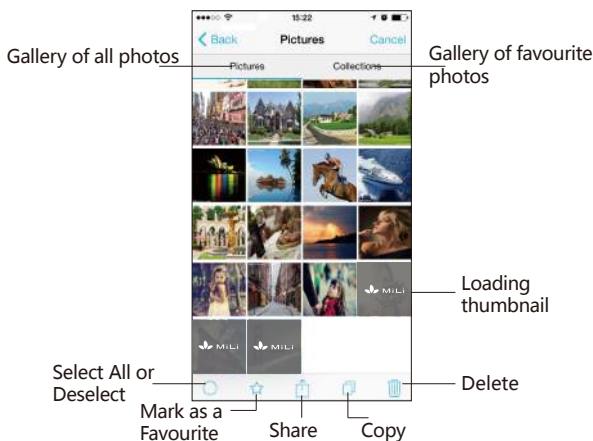 15:22
Back Pictures Cancel
Gallery of all photos
Pictures
Collections
Gallery of favourite
photos
MiLi
Loading
thumbnail
MiLi
MiLi
Select All or
Deselect
Mark as a
Favourite
Share
Copy
Delete